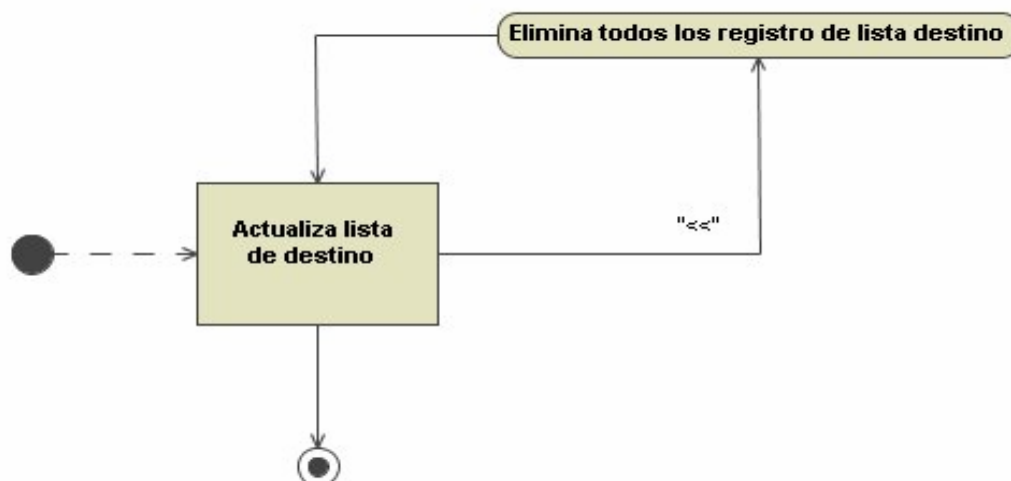 Elimina todos los registro de lista destino
Actualiza lista
de destino
"<<"